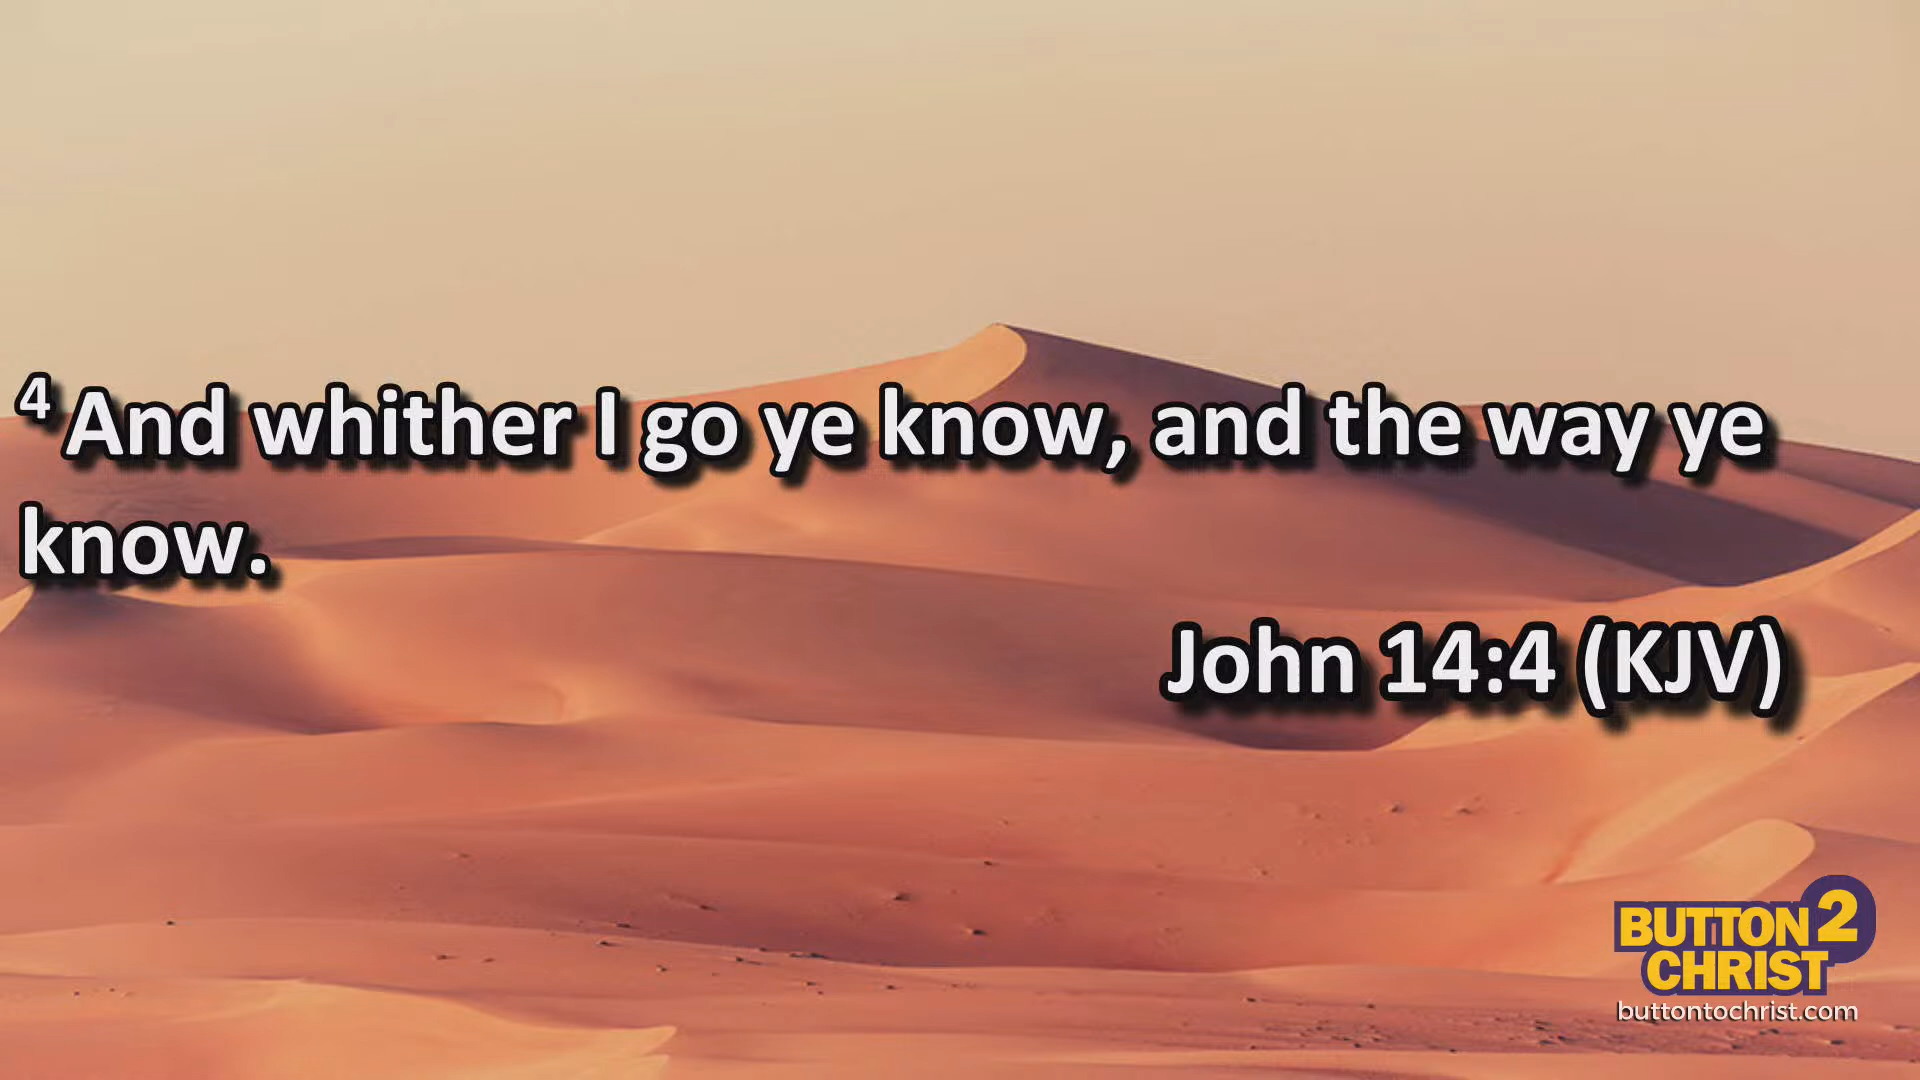 4 And whither I go ye know, and the way ye
know.
John 14:4 (KJV)
BUTTON 2
CHRIST
buttontochrist.com